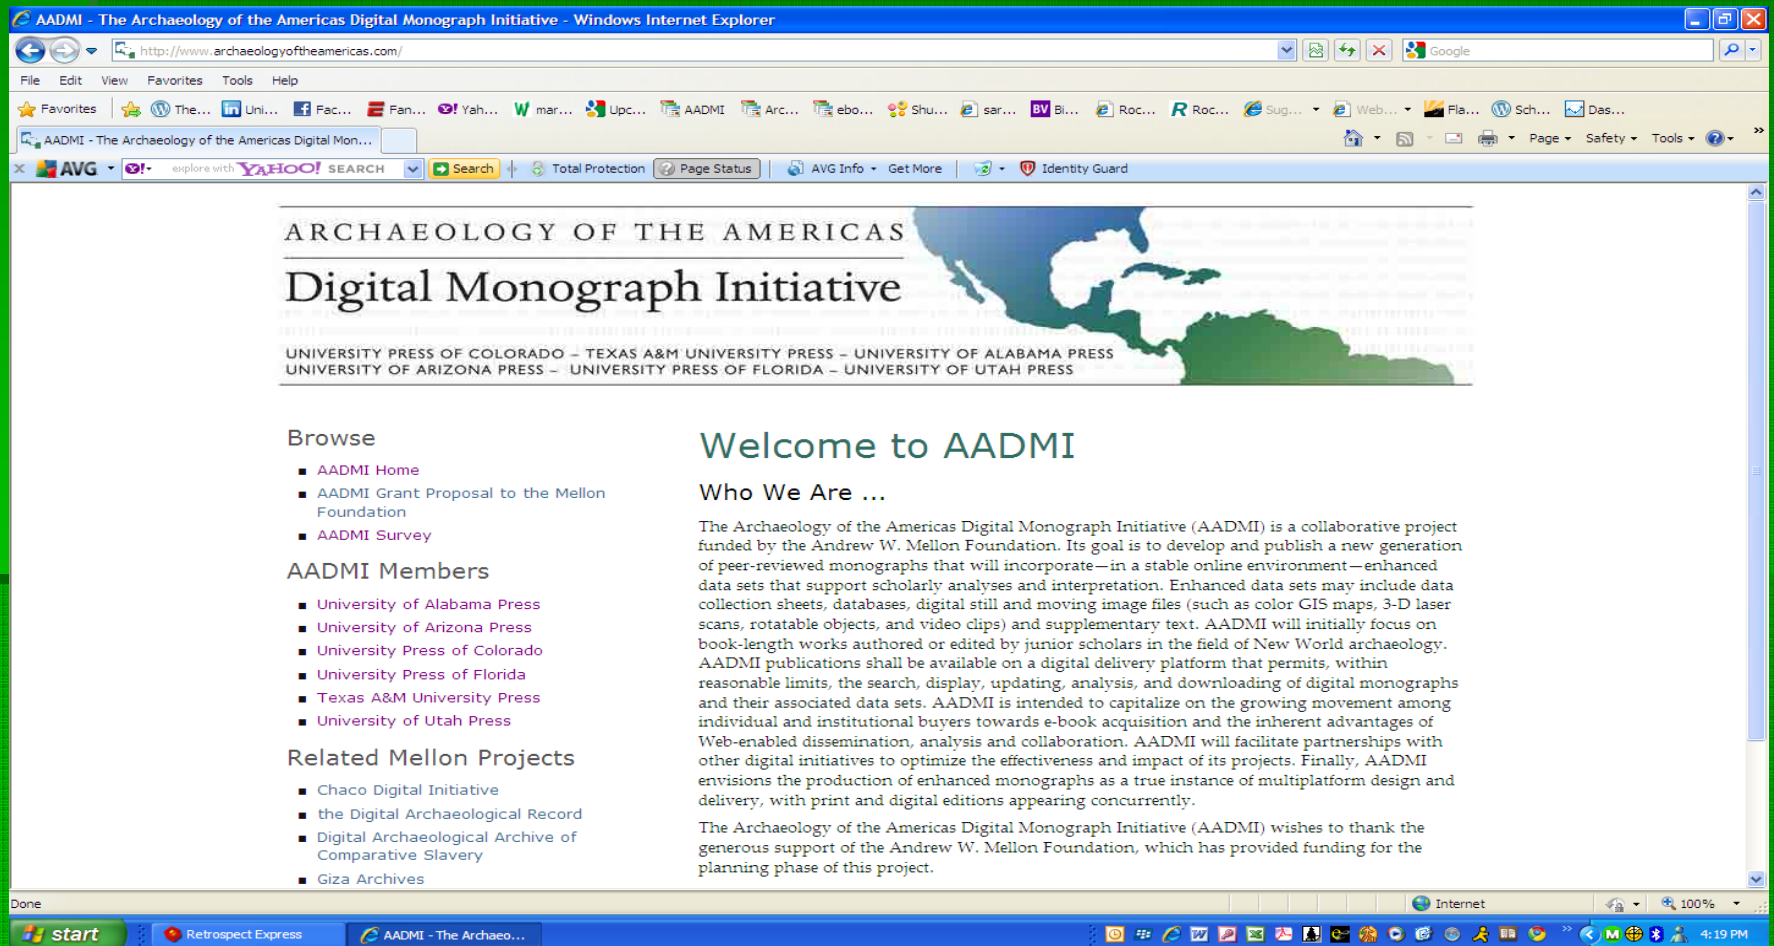 AADMI - The Archaeology of the Americas Digital Monograph Initiative - Windows Internet Explorer
http://www.archaeologyoftheamericas.com/
Google
File Edit View Favorites Tools Help
Favorites The... Uni... Fac... Fan... Yah... mar... Upc... AADMI Arc... ebo... Shu... sar... Bi... Roc... Roc... Sug... Web... Fla... Sch... Das...
AADMI - The Archaeology of the Americas Digital Mon... Page Safety Tools
AVG explore with YAHOO! SEARCH Search Total Protection Page Status AVG Info Get More Identity Guard
ARCHAEOLOGY OF THE AMERICAS
Digital Monograph Initiative
UNIVERSITY PRESS OF COLORADO – TEXAS A&M UNIVERSITY PRESS – UNIVERSITY OF ALABAMA PRESS
UNIVERSITY OF ARIZONA PRESS – UNIVERSITY PRESS OF FLORIDA – UNIVERSITY OF UTAH PRESS
Browse
AADMI Home
AADMI Grant Proposal to the Mellon
Foundation
AADMI Survey
AADMI Members
University of Alabama Press
University of Arizona Press
University Press of Colorado
University Press of Florida
Texas A&M University Press
University of Utah Press
Related Mellon Projects
Chaco Digital Initiative
the Digital Archaeological Record
Digital Archaeological Archive of
Comparative Slavery
Giza Archives
Welcome to AADMI
Who We Are ...
The Archaeology of the Americas Digital Monograph Initiative (AADMI) is a collaborative project
funded by the Andrew W. Mellon Foundation. Its goal is to develop and publish a new generation
of peer-reviewed monographs that will incorporate—in a stable online environment—enhanced
data sets that support scholarly analyses and interpretation. Enhanced data sets may include data
collection sheets, databases, digital still and moving image files (such as color GIS maps, 3-D laser
scans, rotatable objects, and video clips) and supplementary text. AADMI will initially focus on
book-length works authored or edited by junior scholars in the field of New World archaeology.
AADMI publications shall be available on a digital delivery platform that permits, within
reasonable limits, the search, display, updating, analysis, and downloading of digital monographs
and their associated data sets. AADMI is intended to capitalize on the growing movement among
individual and institutional buyers towards e-book acquisition and the inherent advantages of
Web-enabled dissemination, analysis and collaboration. AADMI will facilitate partnerships with
other digital initiatives to optimize the effectiveness and impact of its projects. Finally, AADMI
envisions the production of enhanced monographs as a true instance of multiplatform design and
delivery, with print and digital editions appearing concurrently.
The Archaeology of the Americas Digital Monograph Initiative (AADMI) wishes to thank the
generous support of the Andrew W. Mellon Foundation, which has provided funding for the
planning phase of this project.
Done Internet 100%
start Retrospect Express AADMI - The Archaeo... 4:19 PM